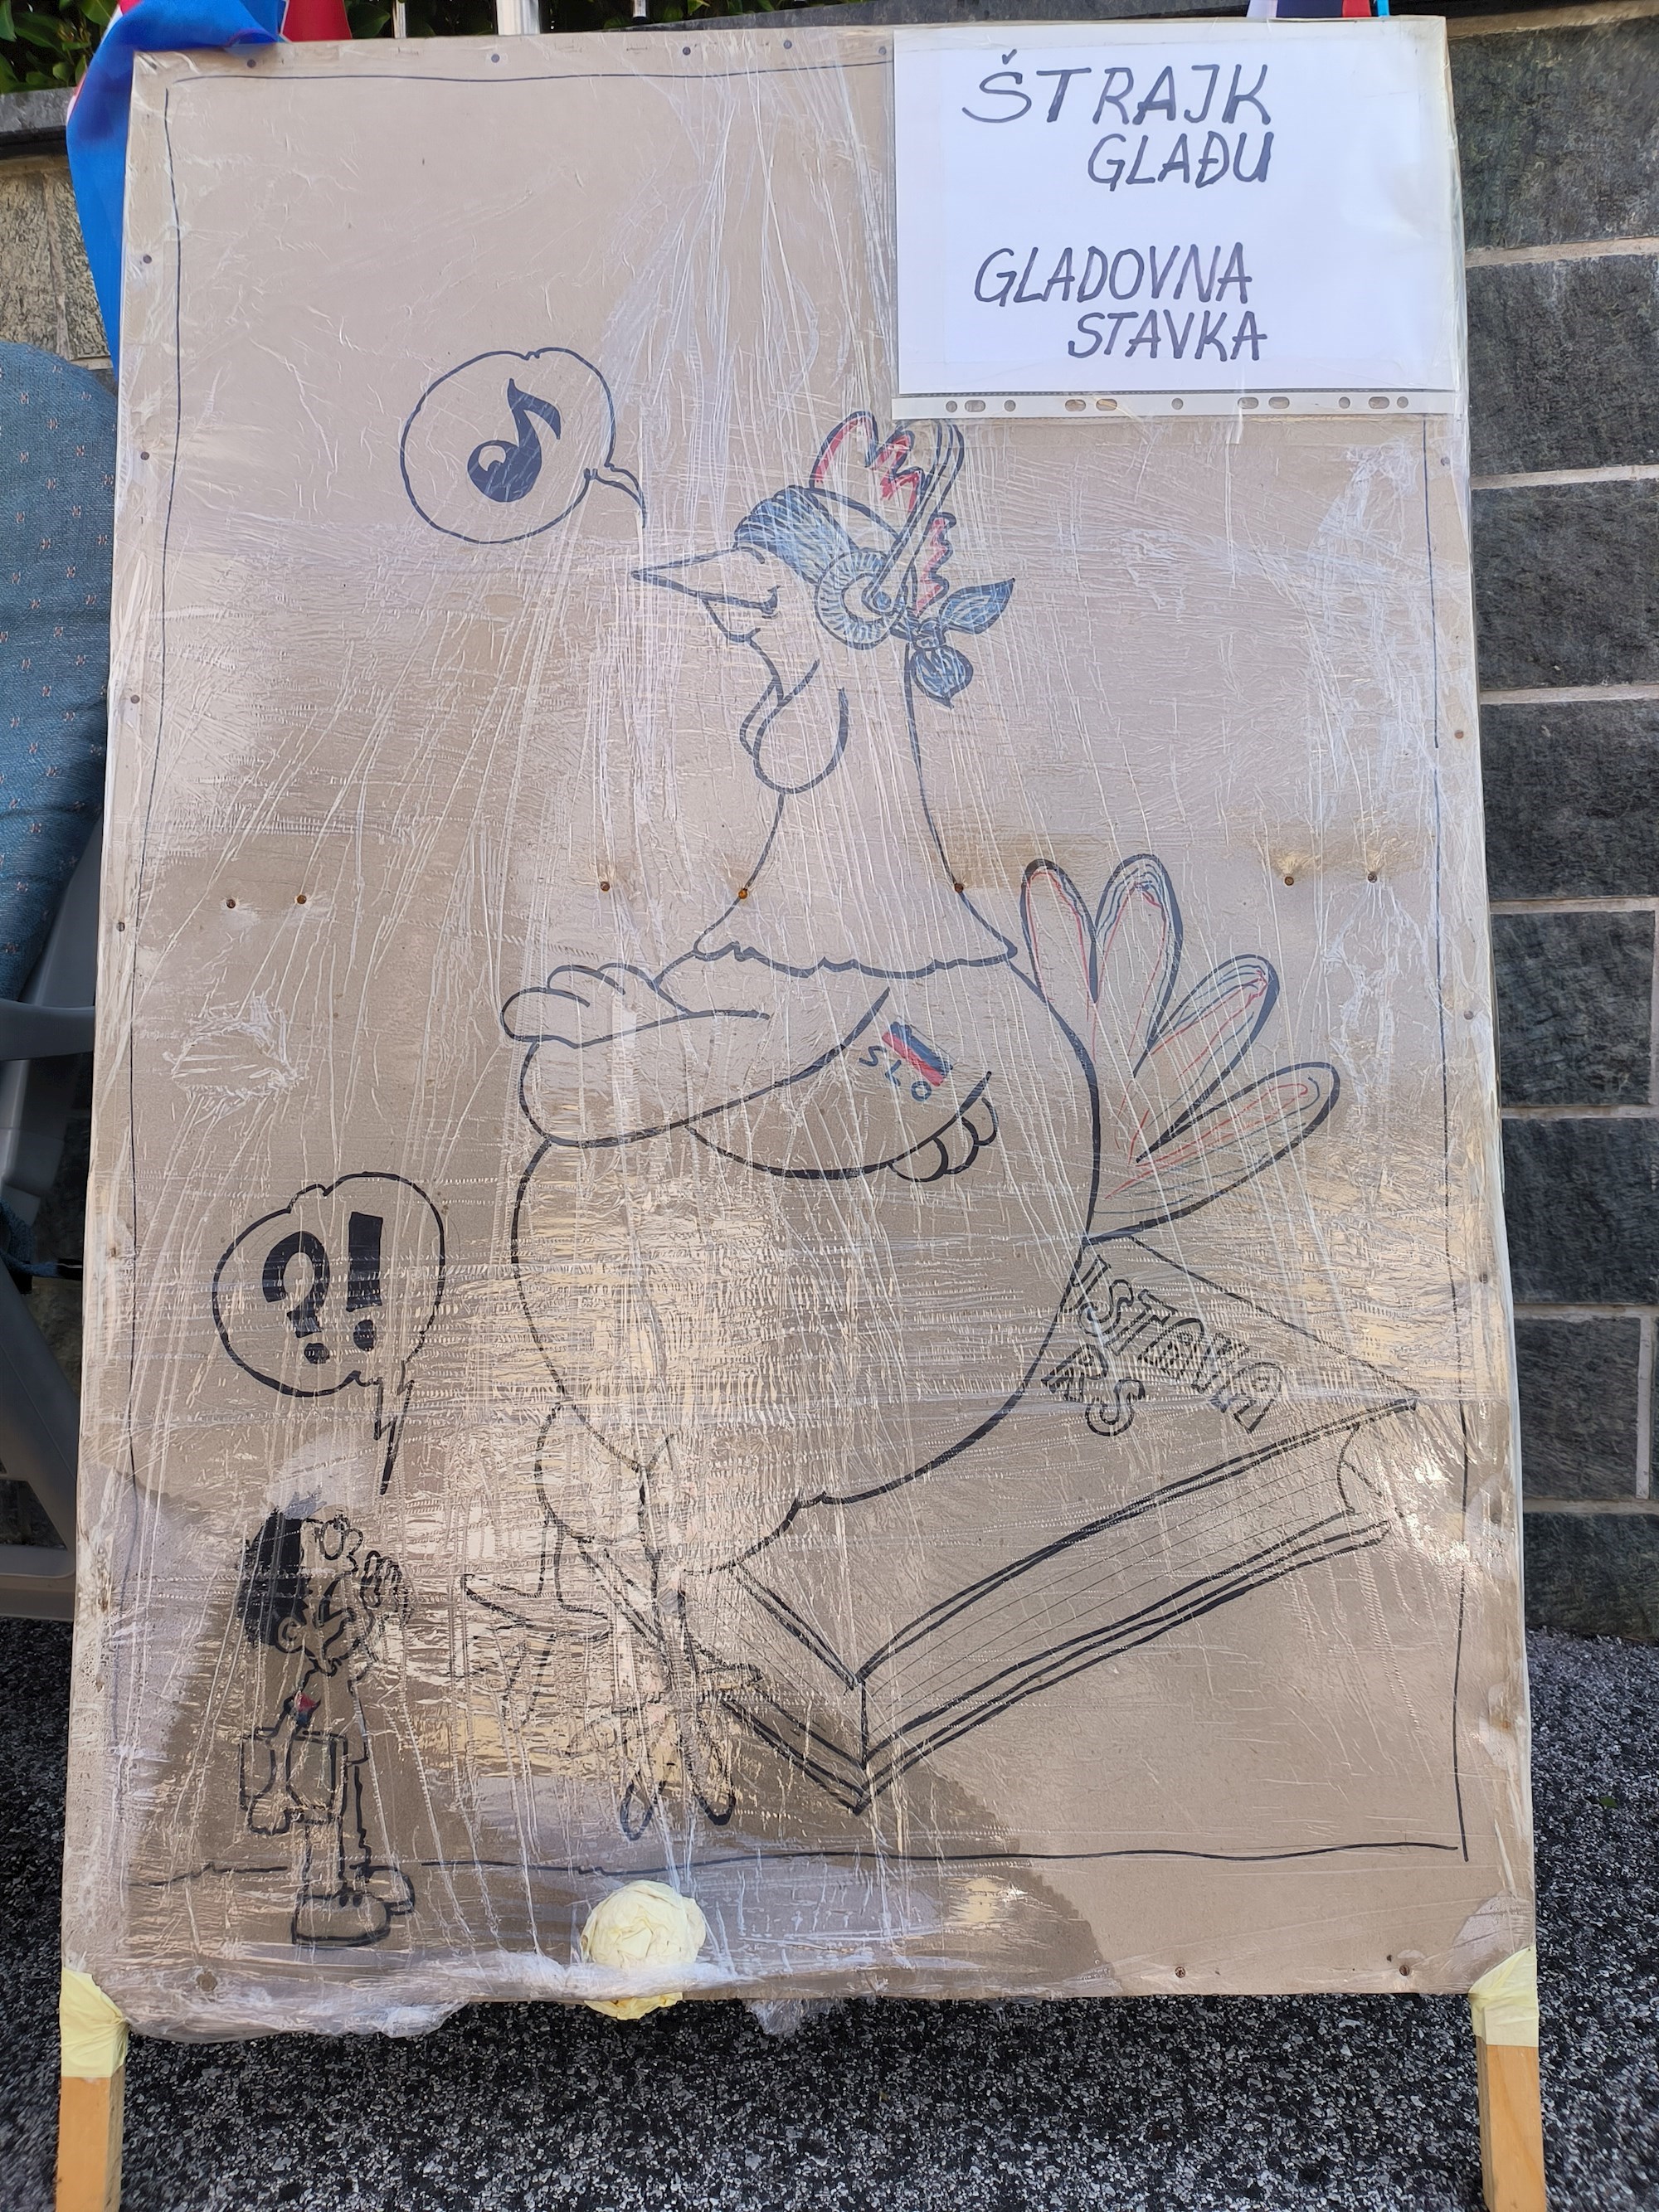 ŠTRAJK
GLAĐU
GLADOVNA
STAVKA
?!
SLO
USTAVA
RS